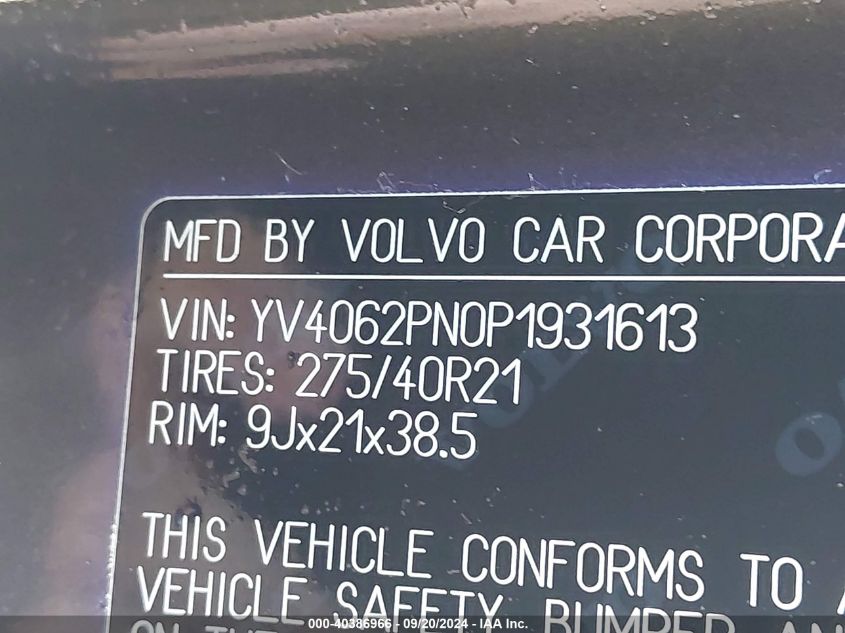 MFD BY VOLVO CAR CORPORA
VIN: YV4062PN0P1931613
TIRES: 275/40R21
RIM: 9Jx21x38.5
THIS VEHICLE CONFORMS TO
VEHICLE SAFETY, BUMPER AN
000-40386966 - 09/20/2024 - IAA Inc.